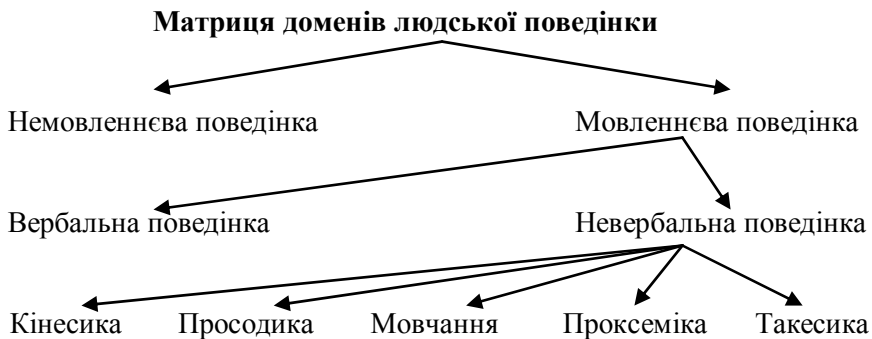 Матриця доменів людської поведінки
Немовленнєва поведінка Мовленнєва поведінка
Вербальна поведінка Невербальна поведінка
Кінесика Просодика Мовчання Проксеміка Такесика